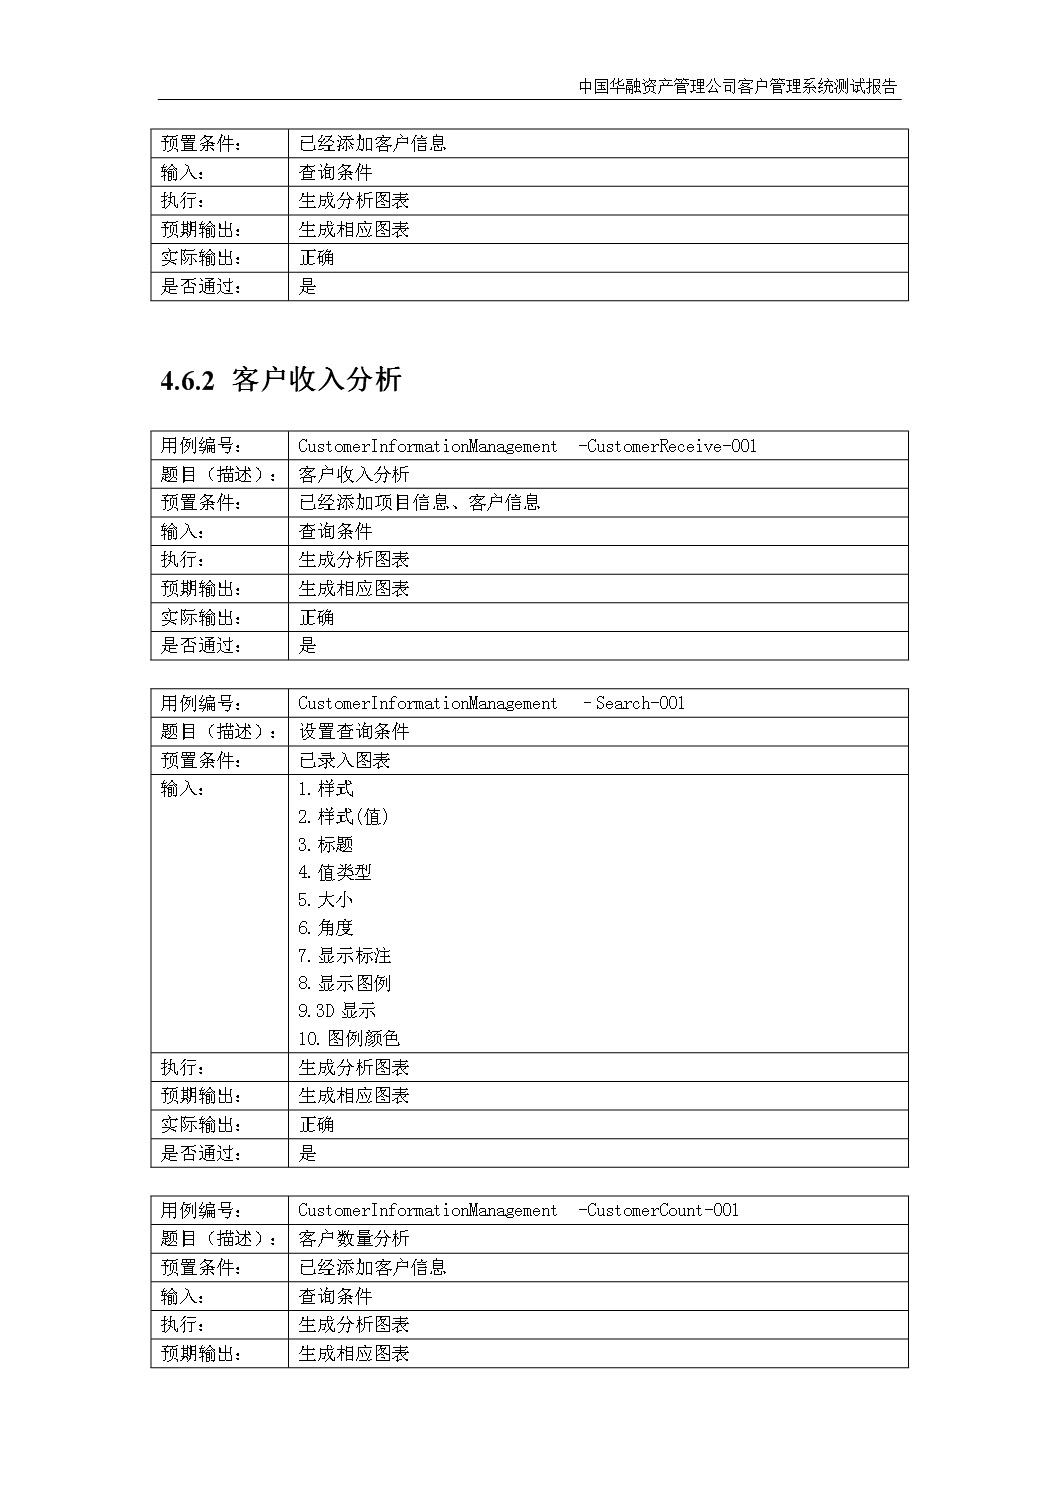 中国华融资产管理公司客户管理系统测试报告
预置条件： 已经添加客户信息
输入： 查询条件
执行： 生成分析图表
预期输出： 生成相应图表
实际输出： 正确
是否通过： 是
4.6.2 客户收入分析
用例编号： CustomerInformationManagement -CustomerReceive-001
题目（描述）： 客户收入分析
预置条件： 已经添加项目信息、客户信息
输入： 查询条件
执行： 生成分析图表
预期输出： 生成相应图表
实际输出： 正确
是否通过： 是
用例编号： CustomerInformationManagement –Search-001
题目（描述）： 设置查询条件
预置条件： 已录入图表
输入： 1.样式
2.样式(值)
3.标题
4.值类型
5.大小
6.角度
7.显示标注
8.显示图例
9.3D 显示
10.图例颜色
执行： 生成分析图表
预期输出： 生成相应图表
实际输出： 正确
是否通过： 是
用例编号： CustomerInformationManagement -CustomerCount-001
题目（描述）： 客户数量分析
预置条件： 已经添加客户信息
输入： 查询条件
执行： 生成分析图表
预期输出： 生成相应图表